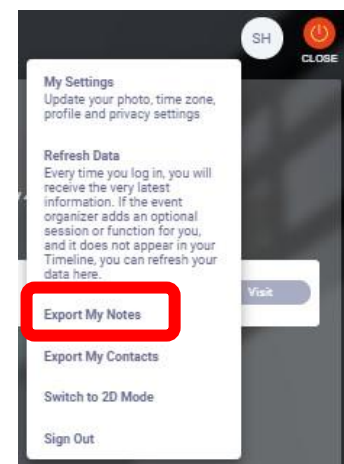 SH
CLOSE
My Settings
Update your photo, time zone,
profile and privacy settings
Refresh Data
Every time you log in, you will
receive the very latest
information. If the event
organizer adds an optional
session or function for you,
and it does not appear in your
Timeline, you can refresh your
data here.
Visit
Export My Notes
Export My Contacts
Switch to 2D Mode
Sign Out